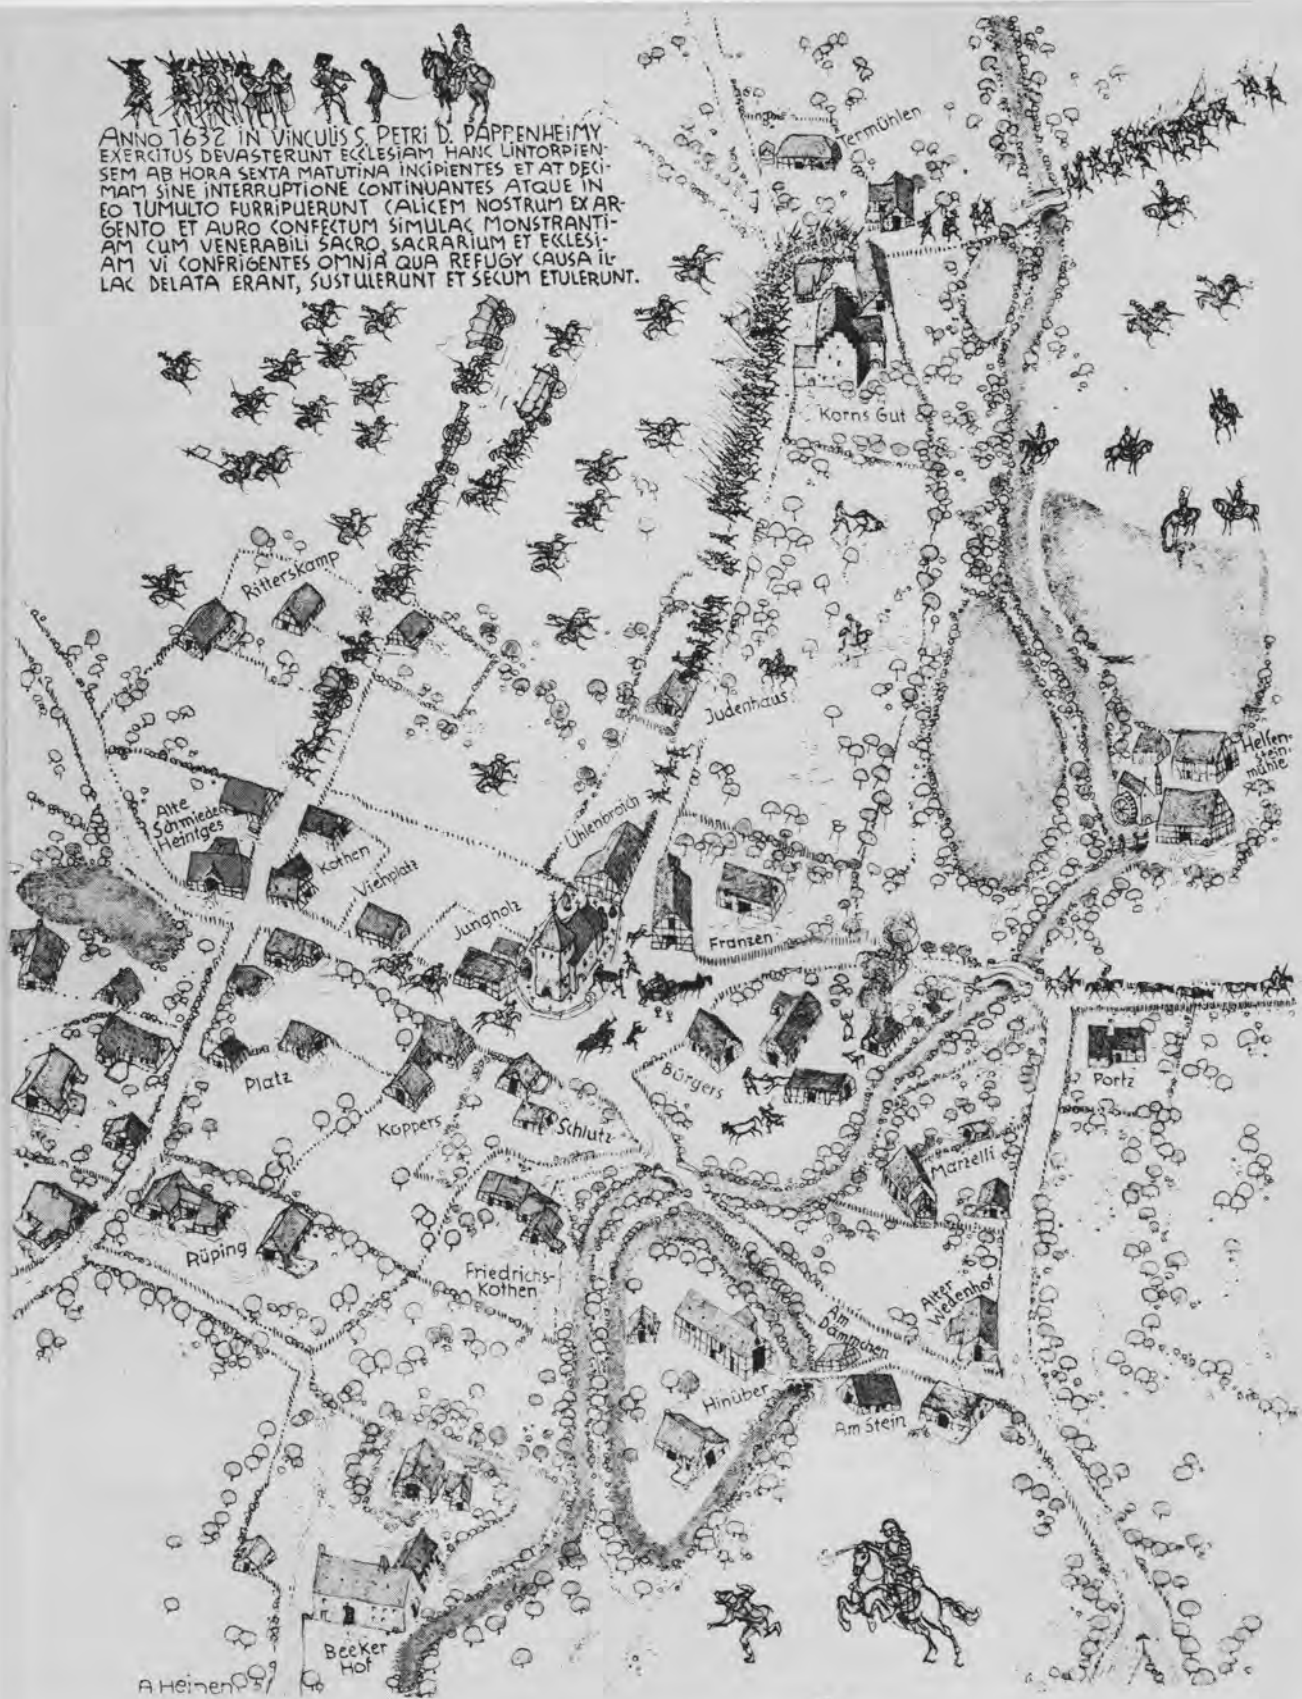 ANNO 1632 IN VINCULIS S. PETRI D. PAPPENHEIMY
EXERCITUS DEVASTERUNT ECCLESIAM HANC LINTORPIEN-
SEM AB HORA SEXTA MATUTINA INCIPIENTES ET AT DECI-
MAM SINE INTERRUPTIONE CONTINUANTES ATQUE IN
EO TUMULTO FURRIPUERUNT CALICEM NOSTRUM EX AR-
GENTO ET AURO CONFECTUM SIMULAC MONSTRANTI-
AM CUM VENERABILI SACRO, SACRARIUM ET ECCLESI-
AM VI CONFRIGENTES OMNIA QUA REFUGY CAUSA IL-
LAC DELATA ERANT, SUSTULERUNT ET SECUM ETULERUNT.
Termühlen
Korns Gut
Ritterskamp
Judenhaus
Helfen-
stein-
mühle
Alte
Schmiede
Heintges
Kothen
Viehplatz
Ühlenbroich
Jungholz
Franzen
Platz
Bürgers
Portz
Küppers
Schlutz
Marzelli
Rüping
Friedrichs-
Kothen
Alter
Wedenhof
Am
Dämmchen
Hinüber
Am Stein
Beeker
Hof
A Heinen